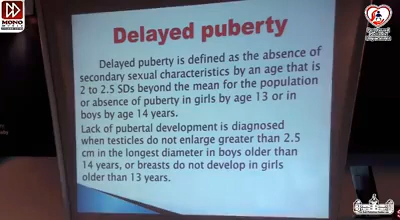 MONO
Delayed puberty
Delayed puberty is defined as the absence of
secondary sexual characteristics by an age that is
2 to 2.5 SDs beyond the mean for the population
or absence of puberty in girls by age 13 or in
boys by age 14 years.
Lack of pubertal development is diagnosed
when testicles do not enlarge greater than 2.5
cm in the longest diameter in boys older than
14 years, or breasts do not develop in girls
older than 13 years.